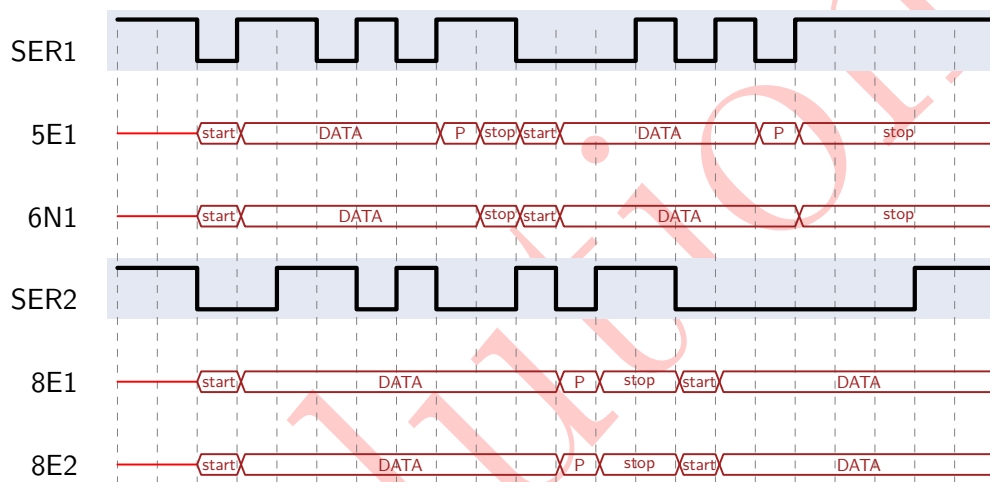 SER1
5E1 start DATA P stop start DATA P stop
6N1 start DATA stop start DATA stop
SER2
8E1 start DATA P stop start DATA
8E2 start DATA P stop start DATA